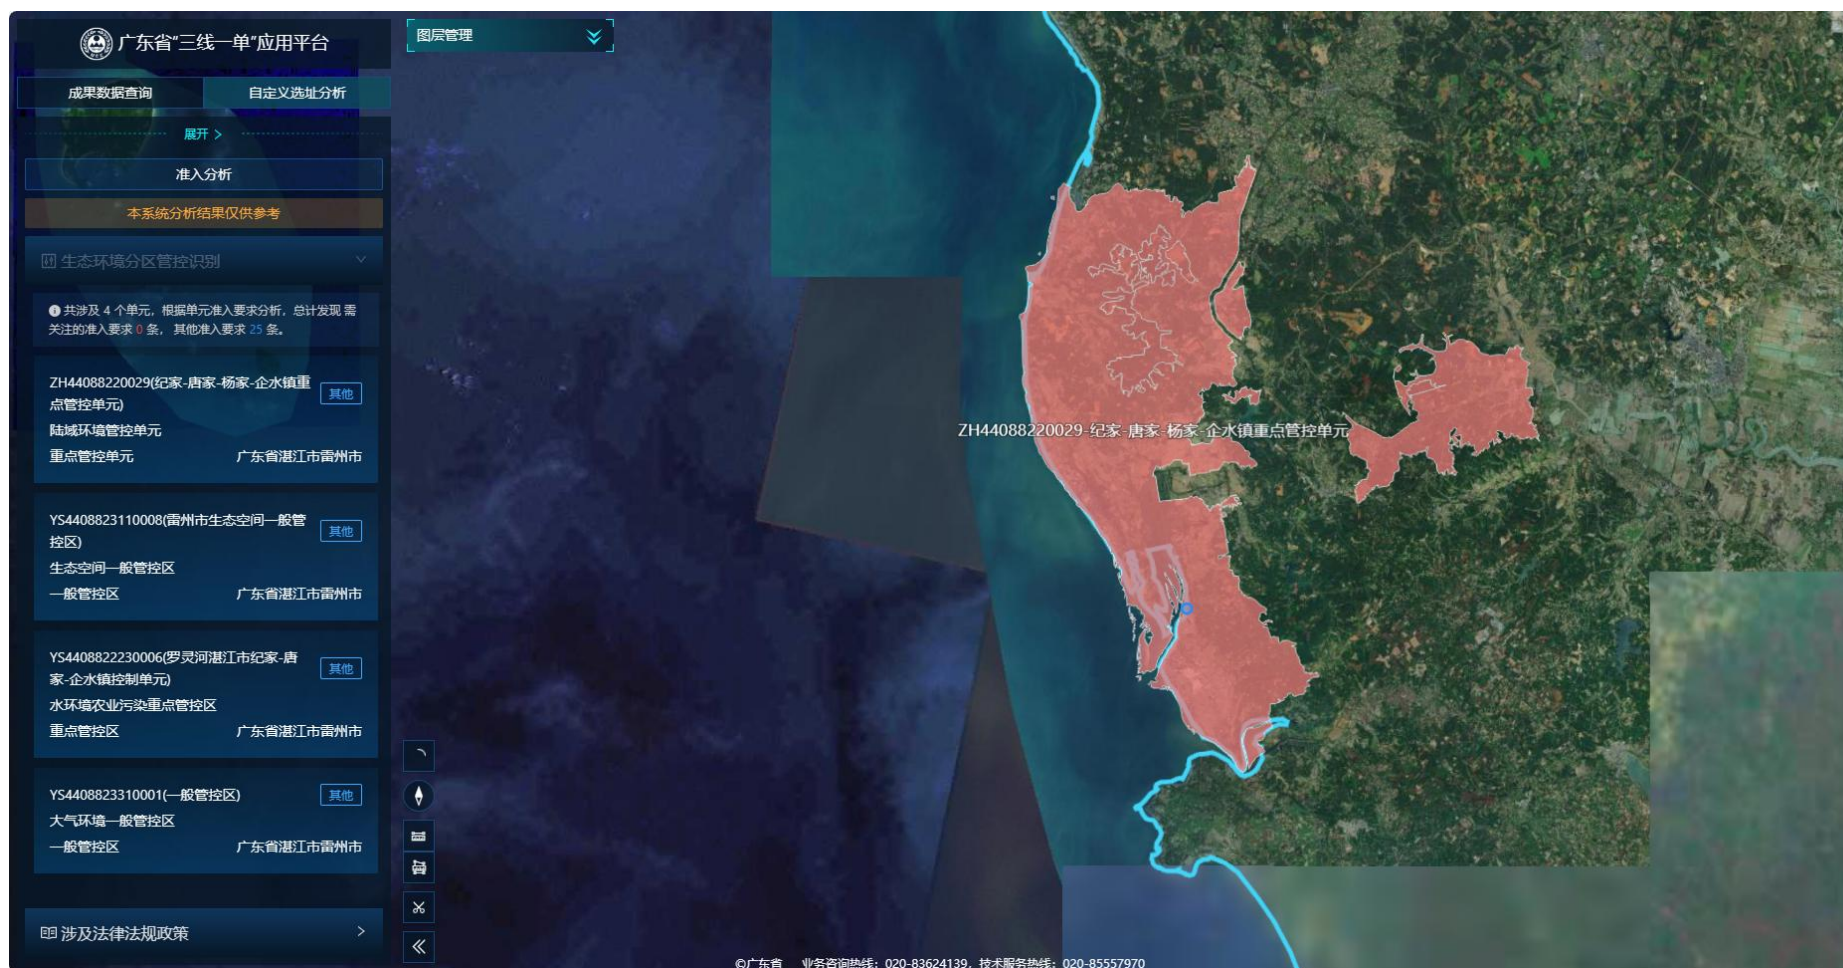 广东省“三线一单”应用平台
成果数据查询
自定义选址分析
展开 >
准入分析
本系统分析结果仅供参考
生态环境分区管控识别
共涉及 4 个单元，根据单元准入要求分析，总计发现 需
关注的准入要求 0 条， 其他准入要求 25 条。
ZH44088220029(纪家-唐家-杨家-企水镇重
点管控单元)
其他
陆域环境管控单元
重点管控单元
广东省湛江市雷州市
YS4408823110008(雷州市生态空间一般管
控区)
其他
生态空间一般管控区
一般管控区
广东省湛江市雷州市
YS4408822230006(罗灵河湛江市纪家-唐
家-企水镇控制单元)
其他
水环境农业污染重点管控区
重点管控区
广东省湛江市雷州市
YS4408823310001(一般管控区)
其他
大气环境一般管控区
一般管控区
广东省湛江市雷州市
涉及法律法规政策
图层管理
ZH44088220029-纪家-唐家-杨家-企水镇重点管控单元
©广东省 业务咨询热线：020-83624139，技术服务热线：020-85557970